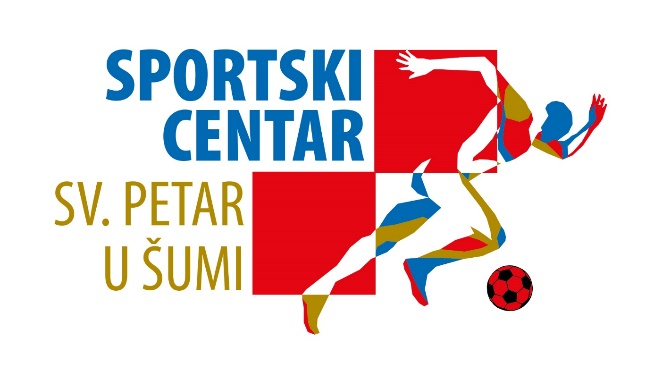 SPORTSKI
CENTAR
SV. PETAR
U ŠUMI